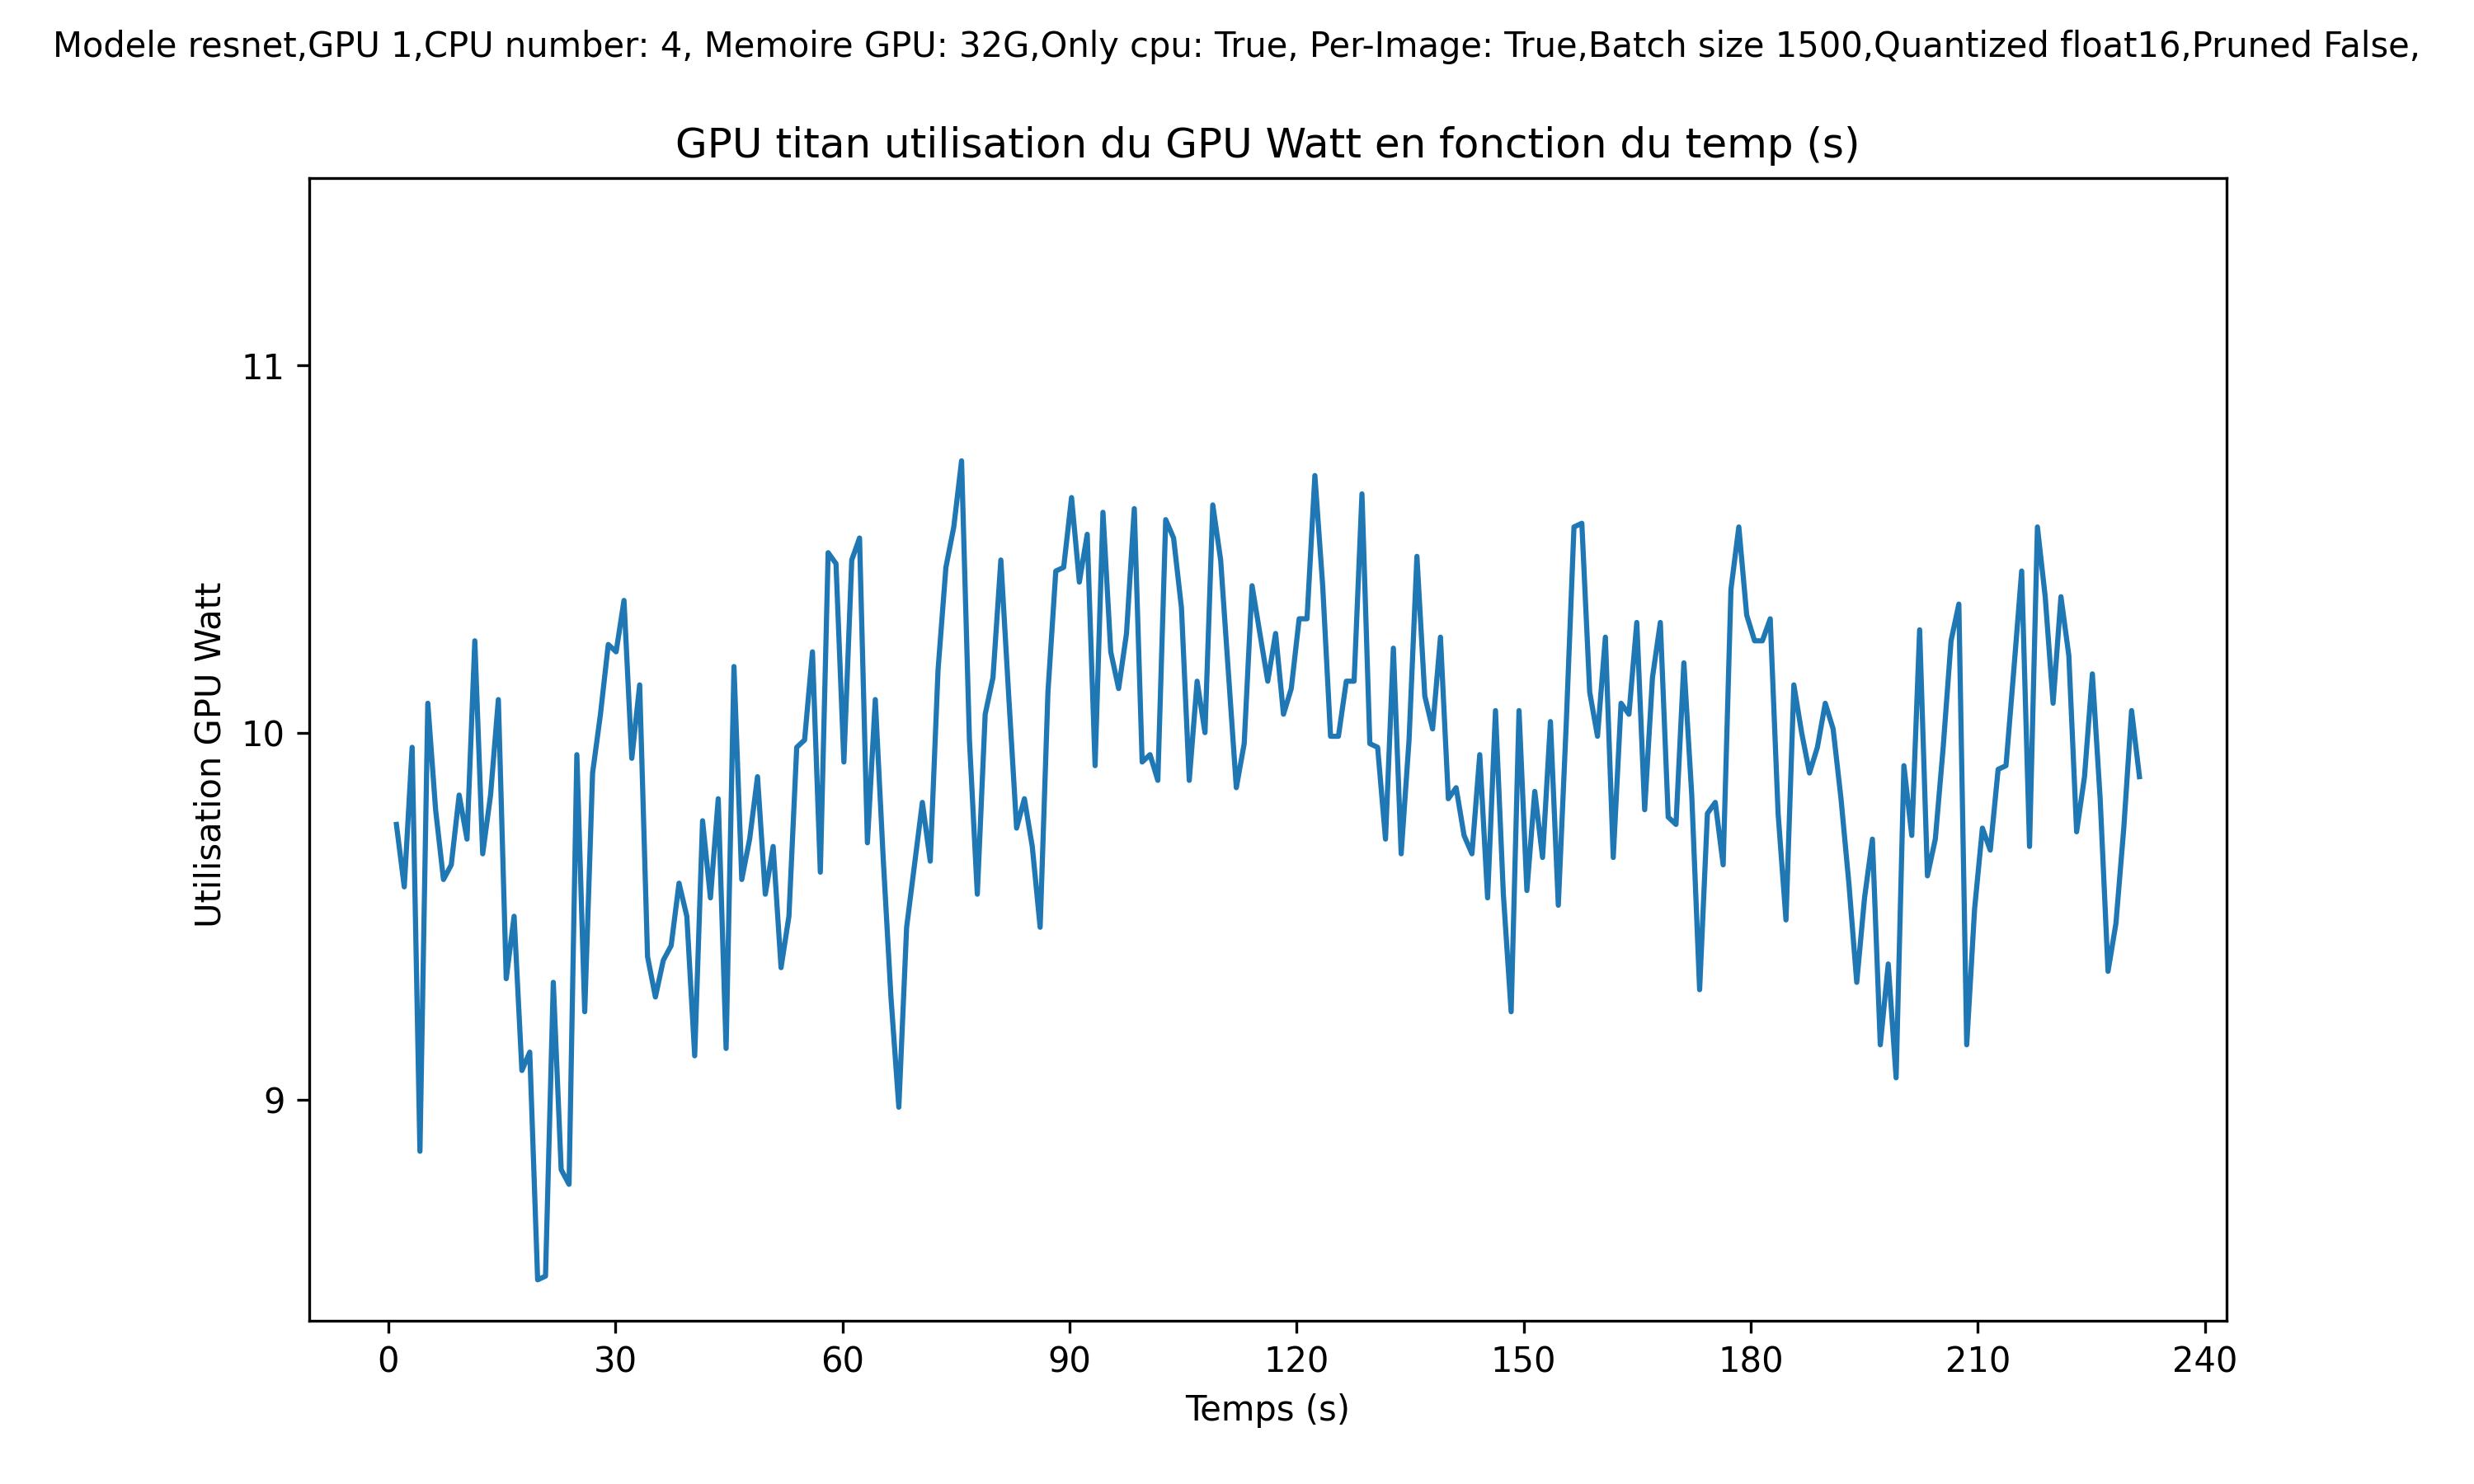 Modele resnet,GPU 1,CPU number: 4, Memoire GPU: 32G,Only cpu: True, Per-Image: True,Batch size 1500,Quantized float16,Pruned False,
GPU titan utilisation du GPU Watt en fonction du temp (s)
Utilisation GPU Watt
11
10
9
0 30 60 90 120 150 180 210 240
Temps (s)